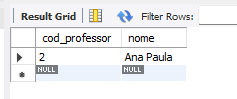 Result Grid Filter Rows:
cod_professor nome
2 Ana Paula
NULL NULL